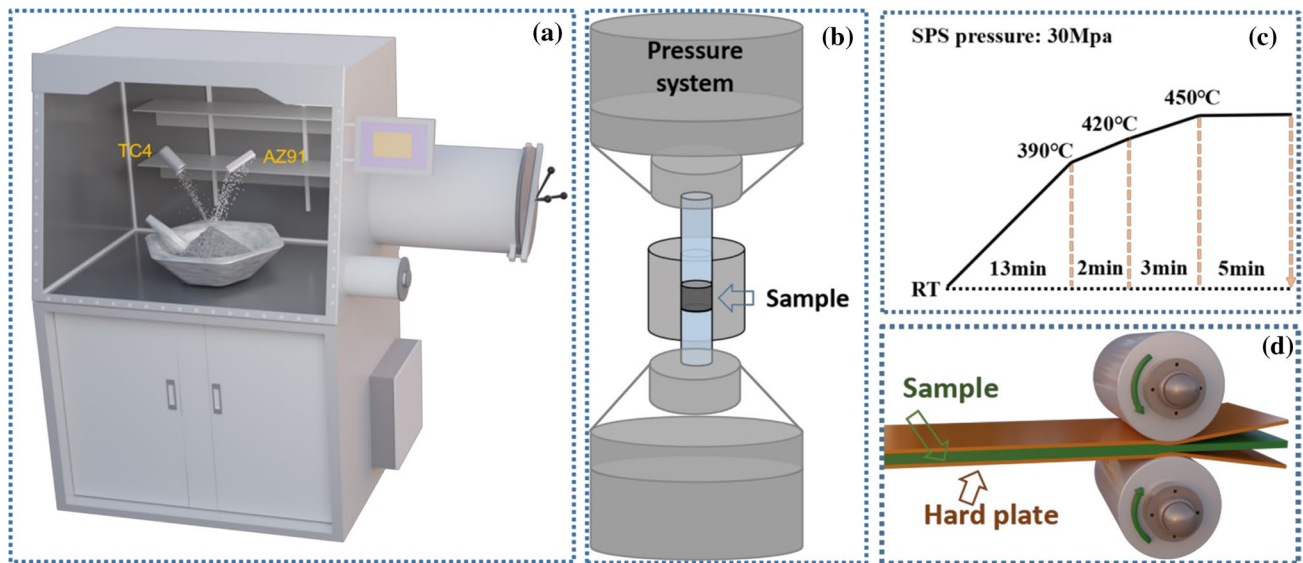 (a)
TC4
AZ91
(b)
Pressure
system
Sample
(c)
SPS pressure: 30Mpa
450℃
420℃
390℃
13min
2min
3min
5min
RT
(d)
Sample
Hard plate